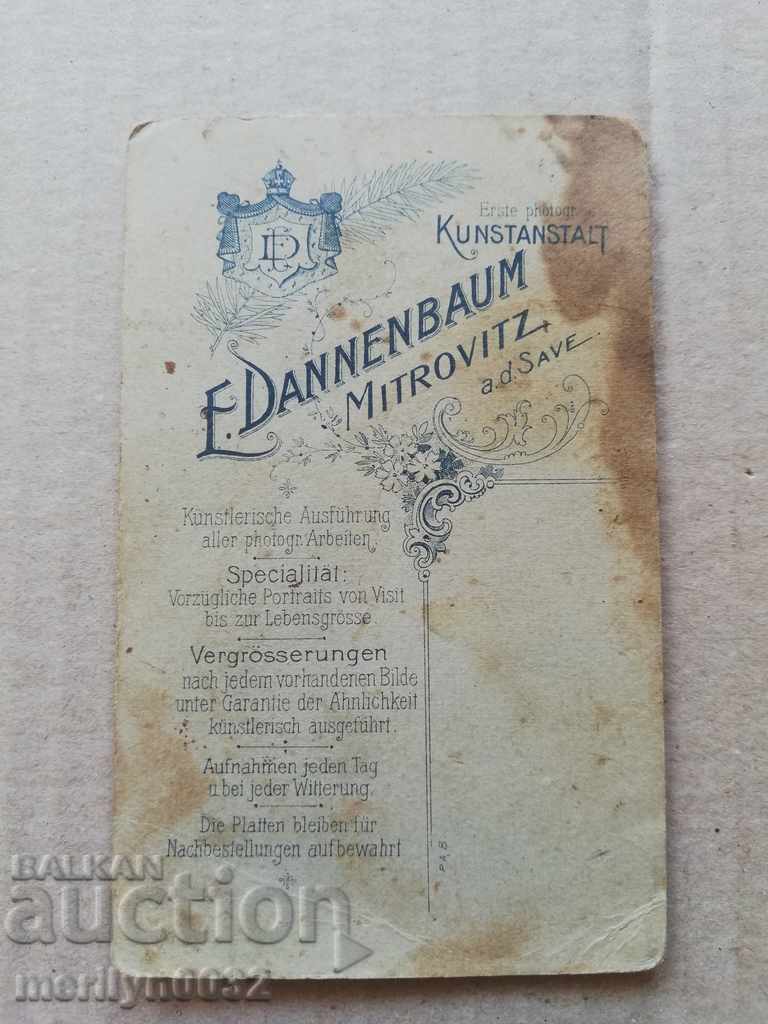 ED
Erste photogr.
KUNSTANSTALT
E. DANNENBAUM
MITROVITZ
a.d. SAVE.
Künstlerische Ausführung
aller photogr. Arbeiten.
Specialität:
Vorzügliche Portraits von Visit
bis zur Lebensgrösse.
Vergrösserungen
nach jedem vorhandenen Bilde
unter Garantie der Ähnlichkeit
künstlerisch ausgeführt.
Aufnahmen jeden Tag
u. bei jeder Witterung.
Die Platten bleiben für
Nachbestellungen aufbewahrt
P.A.B
BALKAN
auction
merilyn0032